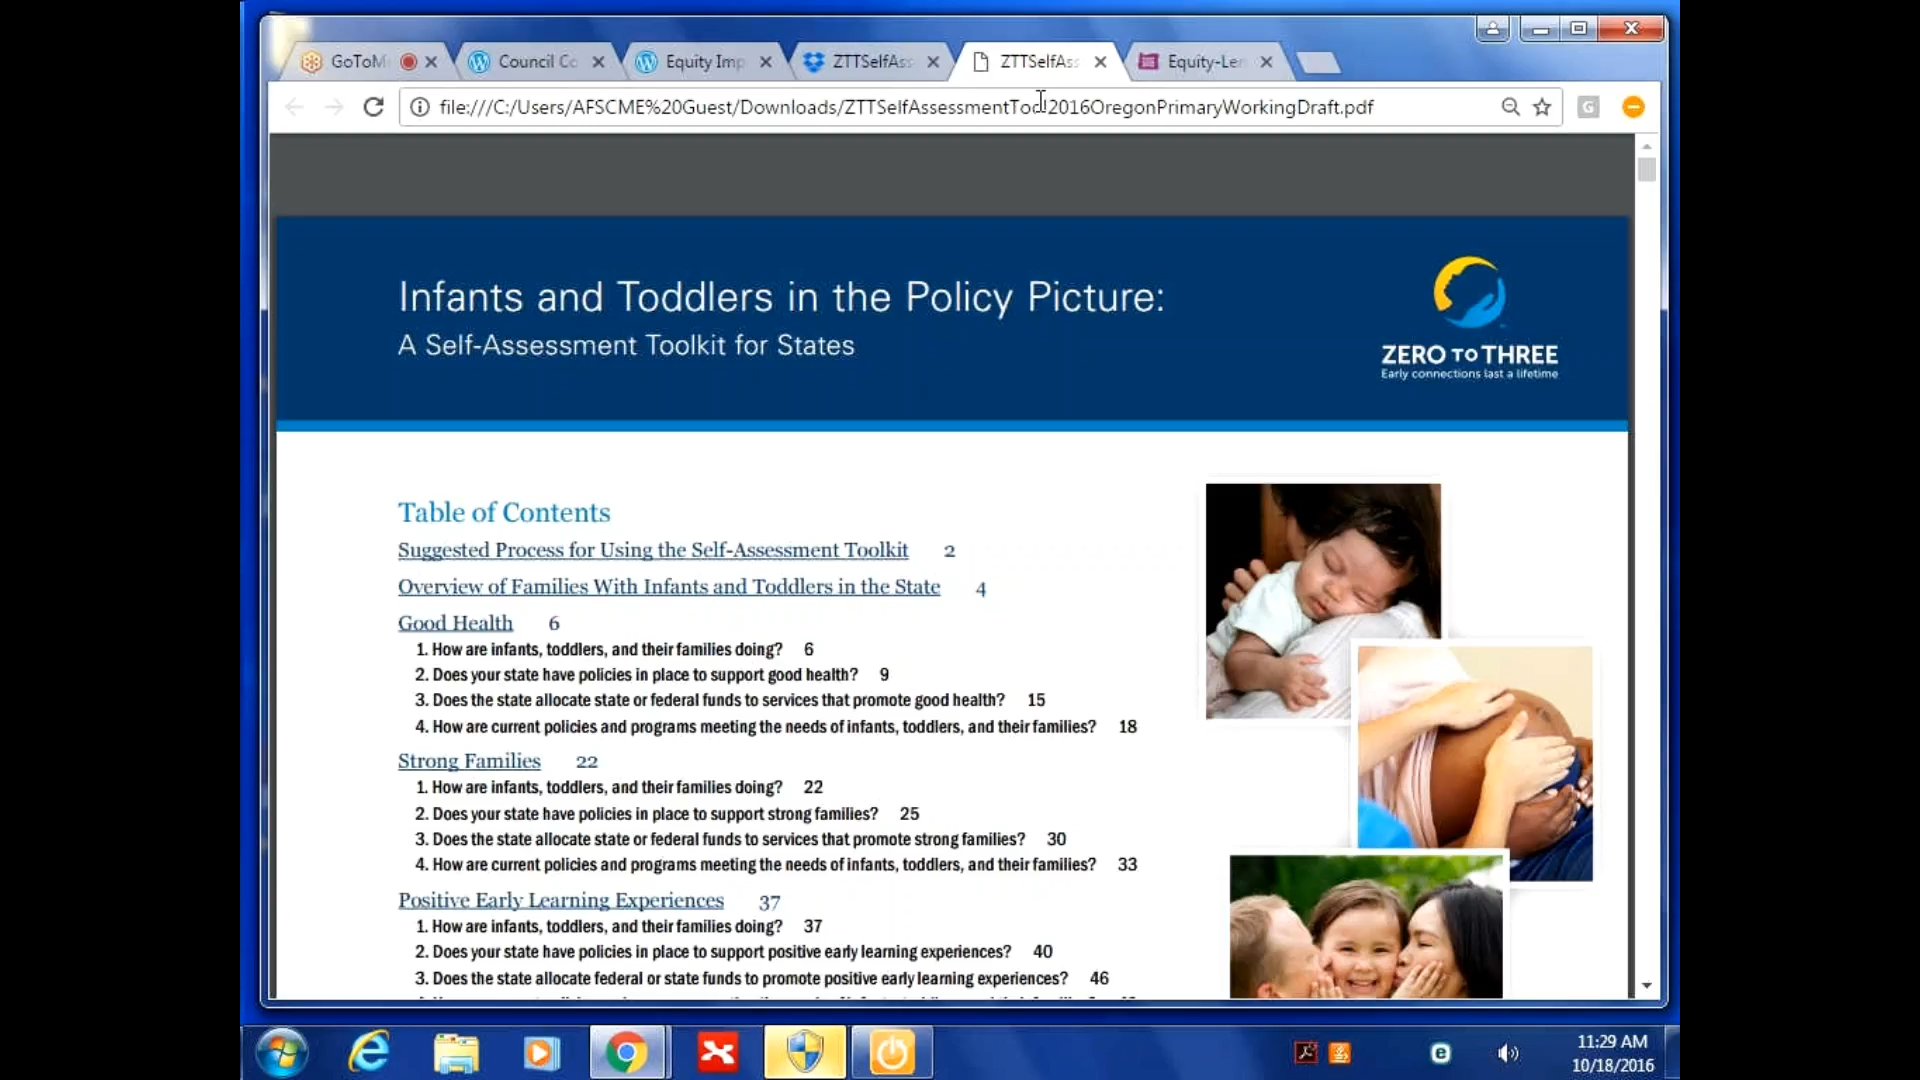 GoToM
Council Co
Equity Imp
ZTTSelfAss
ZTTSelfAss
Equity-Len
file:///C:/Users/AFSCME%20Guest/Downloads/ZTTSelfAssessmentTool2016OregonPrimaryWorkingDraft.pdf
G
Infants and Toddlers in the Policy Picture:
A Self-Assessment Toolkit for States
ZERO TO THREE
Early connections last a lifetime
Table of Contents
Suggested Process for Using the Self-Assessment Toolkit 2
Overview of Families With Infants and Toddlers in the State 4
Good Health 6
1. How are infants, toddlers, and their families doing? 6
2. Does your state have policies in place to support good health? 9
3. Does the state allocate state or federal funds to services that promote good health? 15
4. How are current policies and programs meeting the needs of infants, toddlers, and their families? 18
Strong Families 22
1. How are infants, toddlers, and their families doing? 22
2. Does your state have policies in place to support strong families? 25
3. Does the state allocate state or federal funds to services that promote strong families? 30
4. How are current policies and programs meeting the needs of infants, toddlers, and their families? 33
Positive Early Learning Experiences 37
1. How are infants, toddlers, and their families doing? 37
2. Does your state have policies in place to support positive early learning experiences? 40
3. Does the state allocate federal or state funds to promote positive early learning experiences? 46
11:29 AM
10/18/2016